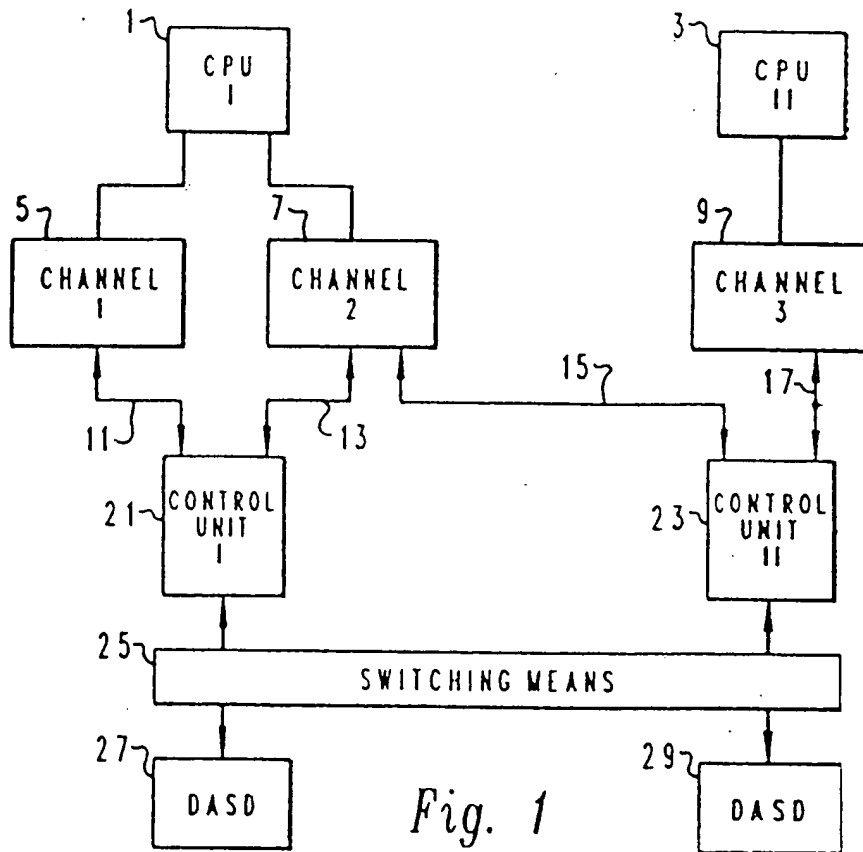 1
CPU
I
3
CPU
II
5
CHANNEL
1
7
CHANNEL
2
9
CHANNEL
3
11
13
15
17
21
CONTROL
UNIT
I
23
CONTROL
UNIT
II
25
SWITCHING MEANS
27
DASD
29
DASD
Fig. 1